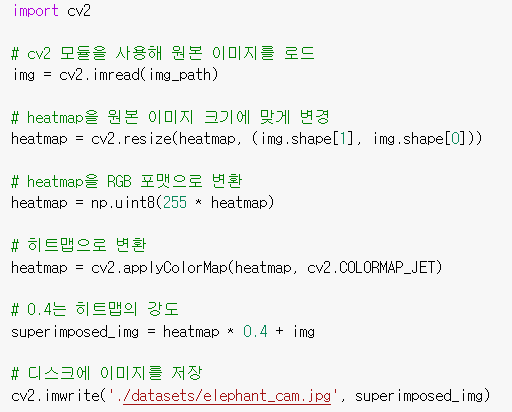 import cv2
# cv2 모듈을 사용해 원본 이미지를 로드
img = cv2.imread(img_path)
# heatmap을 원본 이미지 크기에 맞게 변경
heatmap = cv2.resize(heatmap, (img.shape[1], img.shape[0]))
# heatmap을 RGB 포맷으로 변환
heatmap = np.uint8(255 * heatmap)
# 히트맵으로 변환
heatmap = cv2.applyColorMap(heatmap, cv2.COLORMAP_JET)
# 0.4는 히트맵의 강도
superimposed_img = heatmap * 0.4 + img
# 디스크에 이미지를 저장
cv2.imwrite('./datasets/elephant_cam.jpg', superimposed_img)